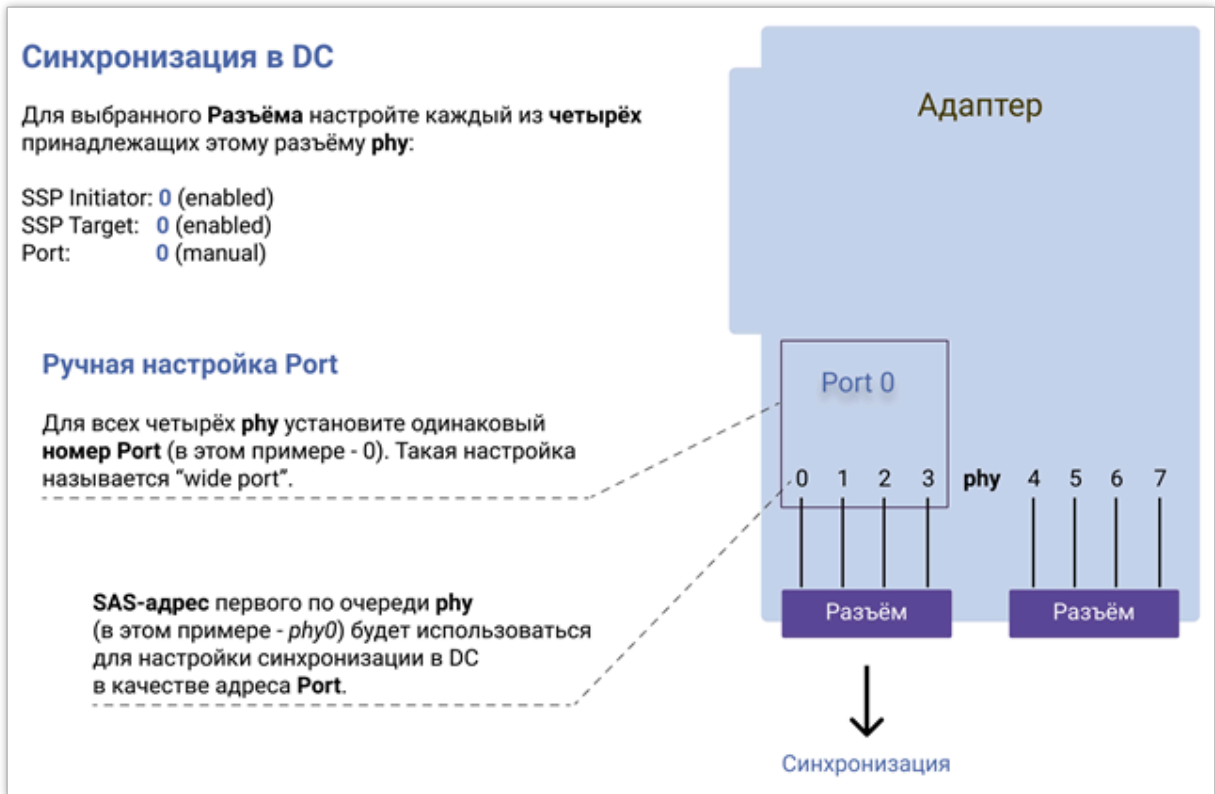 Синхронизация в DC
Для выбранного Разъёма настройте каждый из четырёх
принадлежащих этому разъёму phy:
SSP Initiator: 0 (enabled)
SSP Target: 0 (enabled)
Port: 0 (manual)
Ручная настройка Port
Для всех четырёх phy установите одинаковый
номер Port (в этом примере - 0). Такая настройка
называется “wide port”.
SAS-адрес первого по очереди phy
(в этом примере - phy0) будет использоваться
для настройки синхронизации в DC
в качестве адреса Port.
Адаптер
Port 0
0 1 2 3 phy 4 5 6 7
Разъём Разъём
Синхронизация